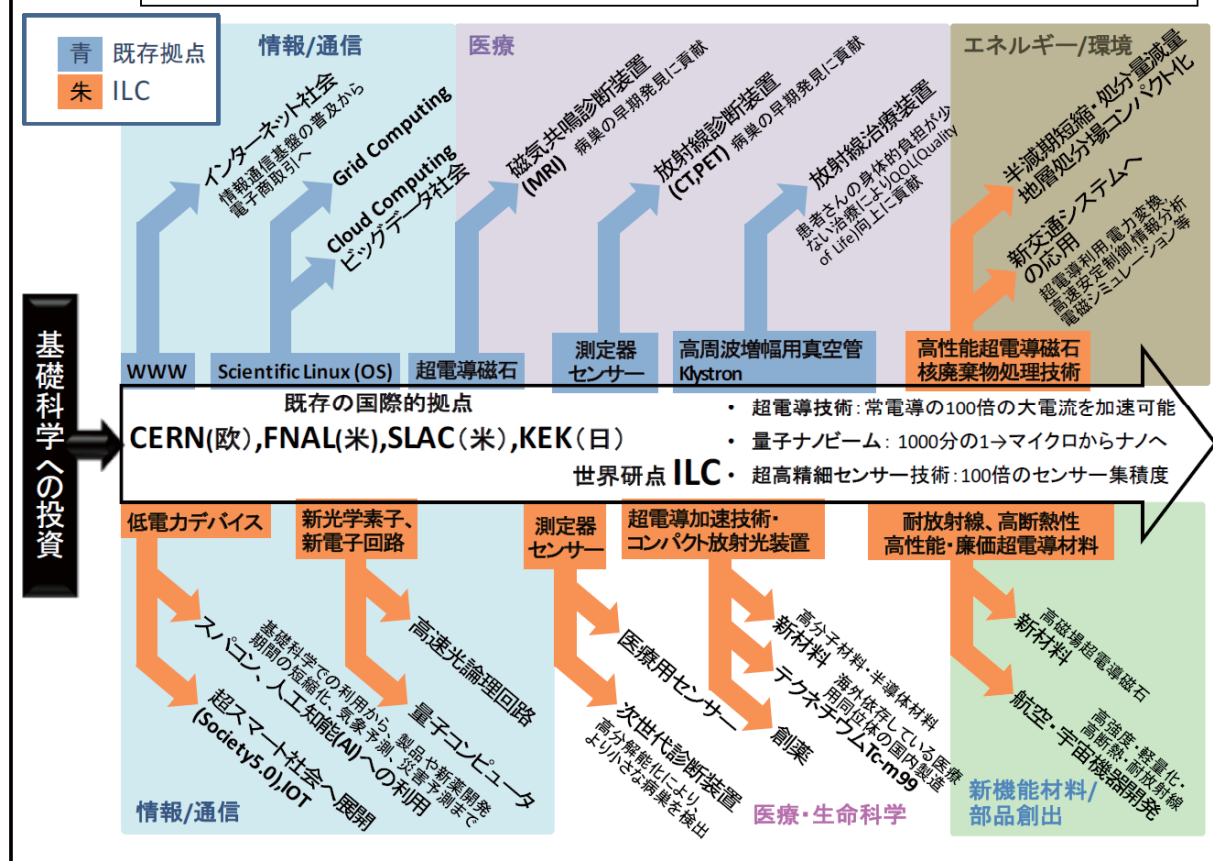 青 既存拠点
朱 ILC
情報/通信
医療
エネルギー/環境
インターネット社会
情報通信基盤の普及から
電子商取引へ
Grid Computing
Cloud Computing
ビッグデータ社会
磁気共鳴診断装置
(MRI) 病巣の早期発見に貢献
放射線診断装置
(CT,PET) 病巣の早期発見に貢献
放射線治療装置
患者さんの身体的負担が少
ない治療によりQOL(Quality
of Life)向上に貢献
半減期短縮・処分量減量
地層処分場コンパクト化
新交通システムへ
の応用
超電導利用,電力変換,
高速安定制御,情報分析
電磁シミュレーション等
WWW
Scientific Linux (OS)
超電導磁石
測定器
センサー
高周波増幅用真空管
Klystron
高性能超電導磁石
核廃棄物処理技術
基礎科学への投資
既存の国際的拠点
CERN(欧),FNAL(米),SLAC(米),KEK(日)
世界研点 ILC
• 超電導技術:常電導の100倍の大電流を加速可能
• 量子ナノビーム: 1000分の1→マイクロからナノへ
• 超高精細センサー技術:100倍のセンサー集積度
低電力デバイス
新光学素子、
新電子回路
測定器
センサー
超電導加速技術・
コンパクト放射光装置
耐放射線、高断熱性
高性能・廉価超電導材料
スパコン、人工知能(AI)への利用
基礎科学での利用から、製品や新薬開発
期間の短縮化、気象予測、災害予測まで
超スマート社会へ展開
(Society5.0),IOT
高速光論理回路
量子コンピュータ
医療用センサー
次世代診断装置
高分解能化により、
より小さな病巣を検出
高分子材料・半導体材料
新材料
海外依存している医療
用同位体の国内製造
テクネチウムTc-m99
創薬
高磁場超電導磁石
新材料
高強度・軽量化・
高断熱・耐放射線
航空・宇宙機器開発
情報/通信
医療・生命科学
新機能材料/
部品創出